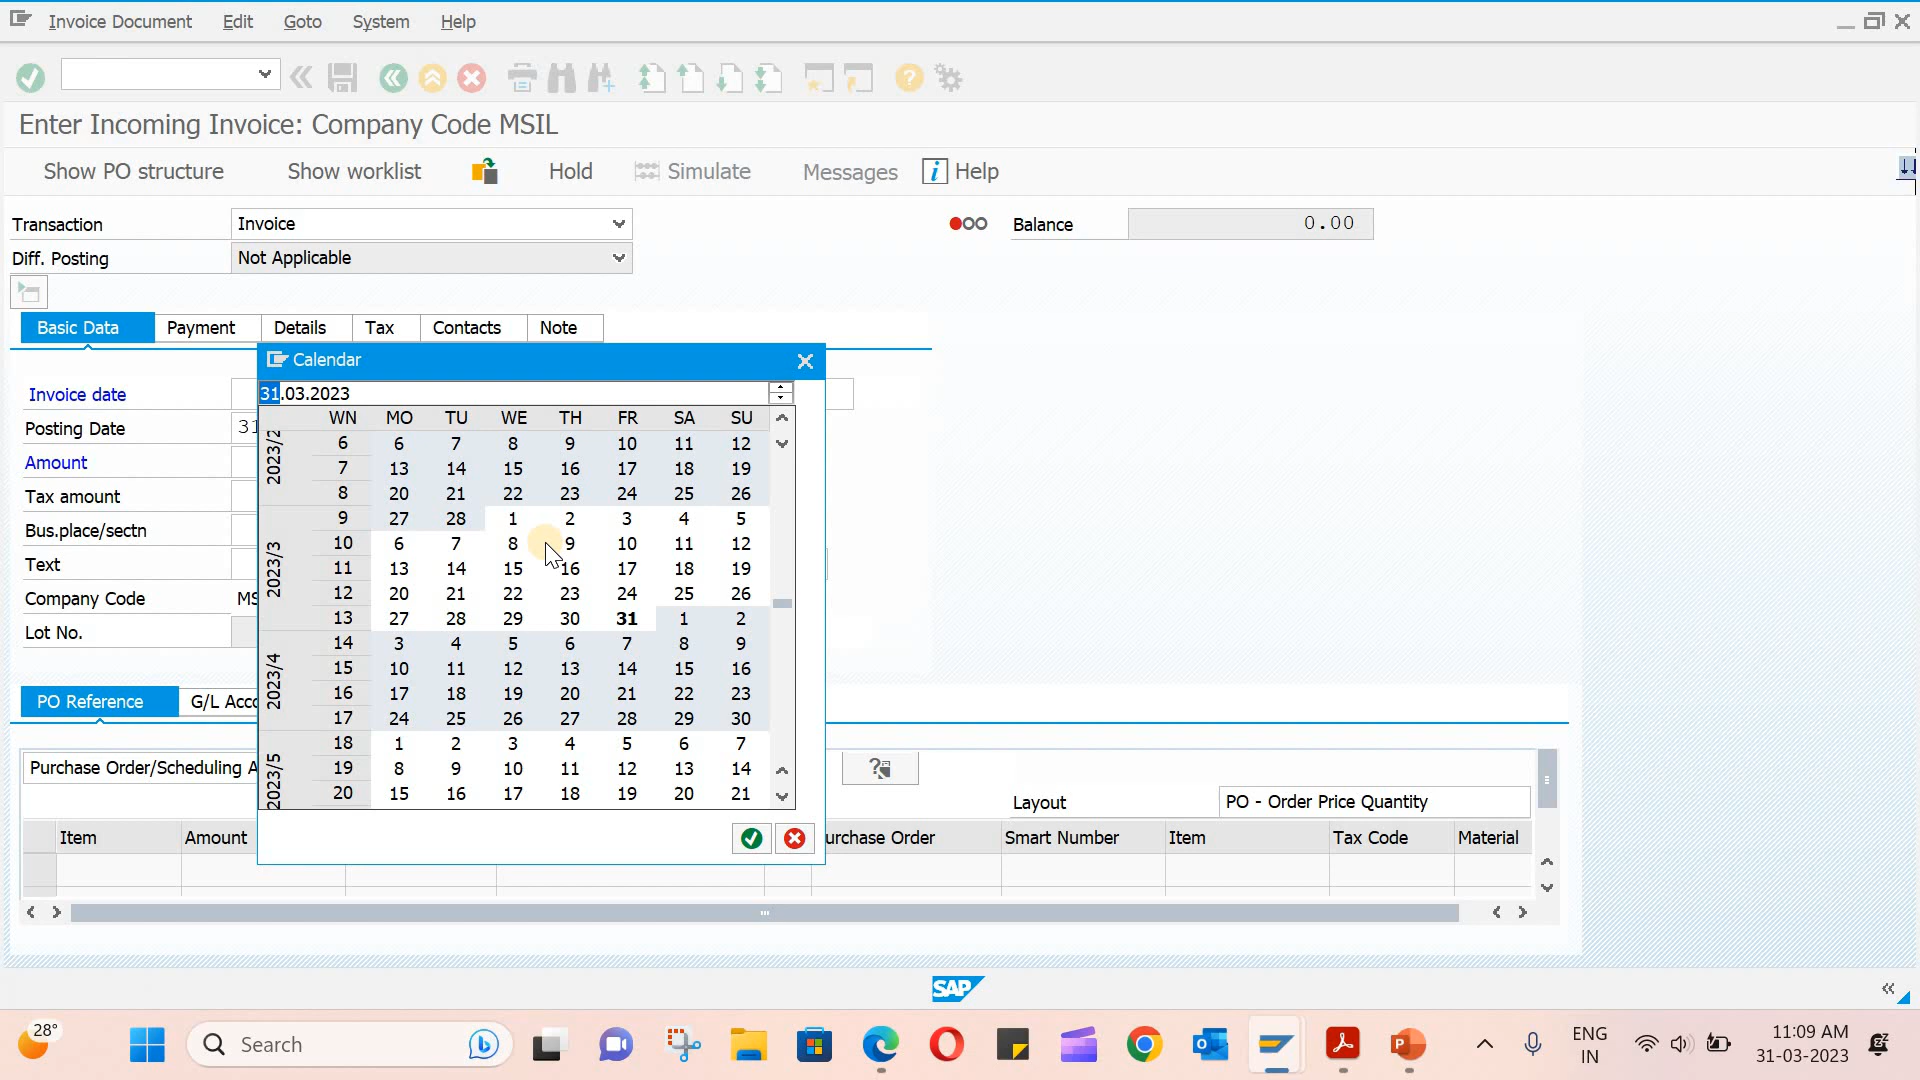 Invoice Document Edit Goto System Help
Enter Incoming Invoice: Company Code MSIL
Show PO structure Show worklist Hold Simulate Messages i Help
Transaction Invoice Balance 0.00
Diff. Posting Not Applicable
Basic Data Payment Details Tax Contacts Note
Calendar
Invoice date 31.03.2023
WN MO TU WE TH FR SA SU
Posting Date 31
2023/2 6 6 7 8 9 10 11 12
Amount 7 13 14 15 16 17 18 19
Tax amount 8 20 21 22 23 24 25 26
9 27 28 1 2 3 4 5
Bus.place/sectn
2023/3 10 6 7 8 9 10 11 12
Text 11 13 14 15 16 17 18 19
Company Code MS 12 20 21 22 23 24 25 26
13 27 28 29 30 31 1 2
Lot No.
2023/4 14 3 4 5 6 7 8 9
15 10 11 12 13 14 15 16
16 17 18 19 20 21 22 23
PO Reference G/L Acco
17 24 25 26 27 28 29 30
2023/5 18 1 2 3 4 5 6 7
Purchase Order/Scheduling A 19 8 9 10 11 12 13 14
20 15 16 17 18 19 20 21
Layout PO - Order Price Quantity
Item Amount urchase Order Smart Number Item Tax Code Material
SAP
28° Search ENG 11:09 AM
IN 31-03-2023